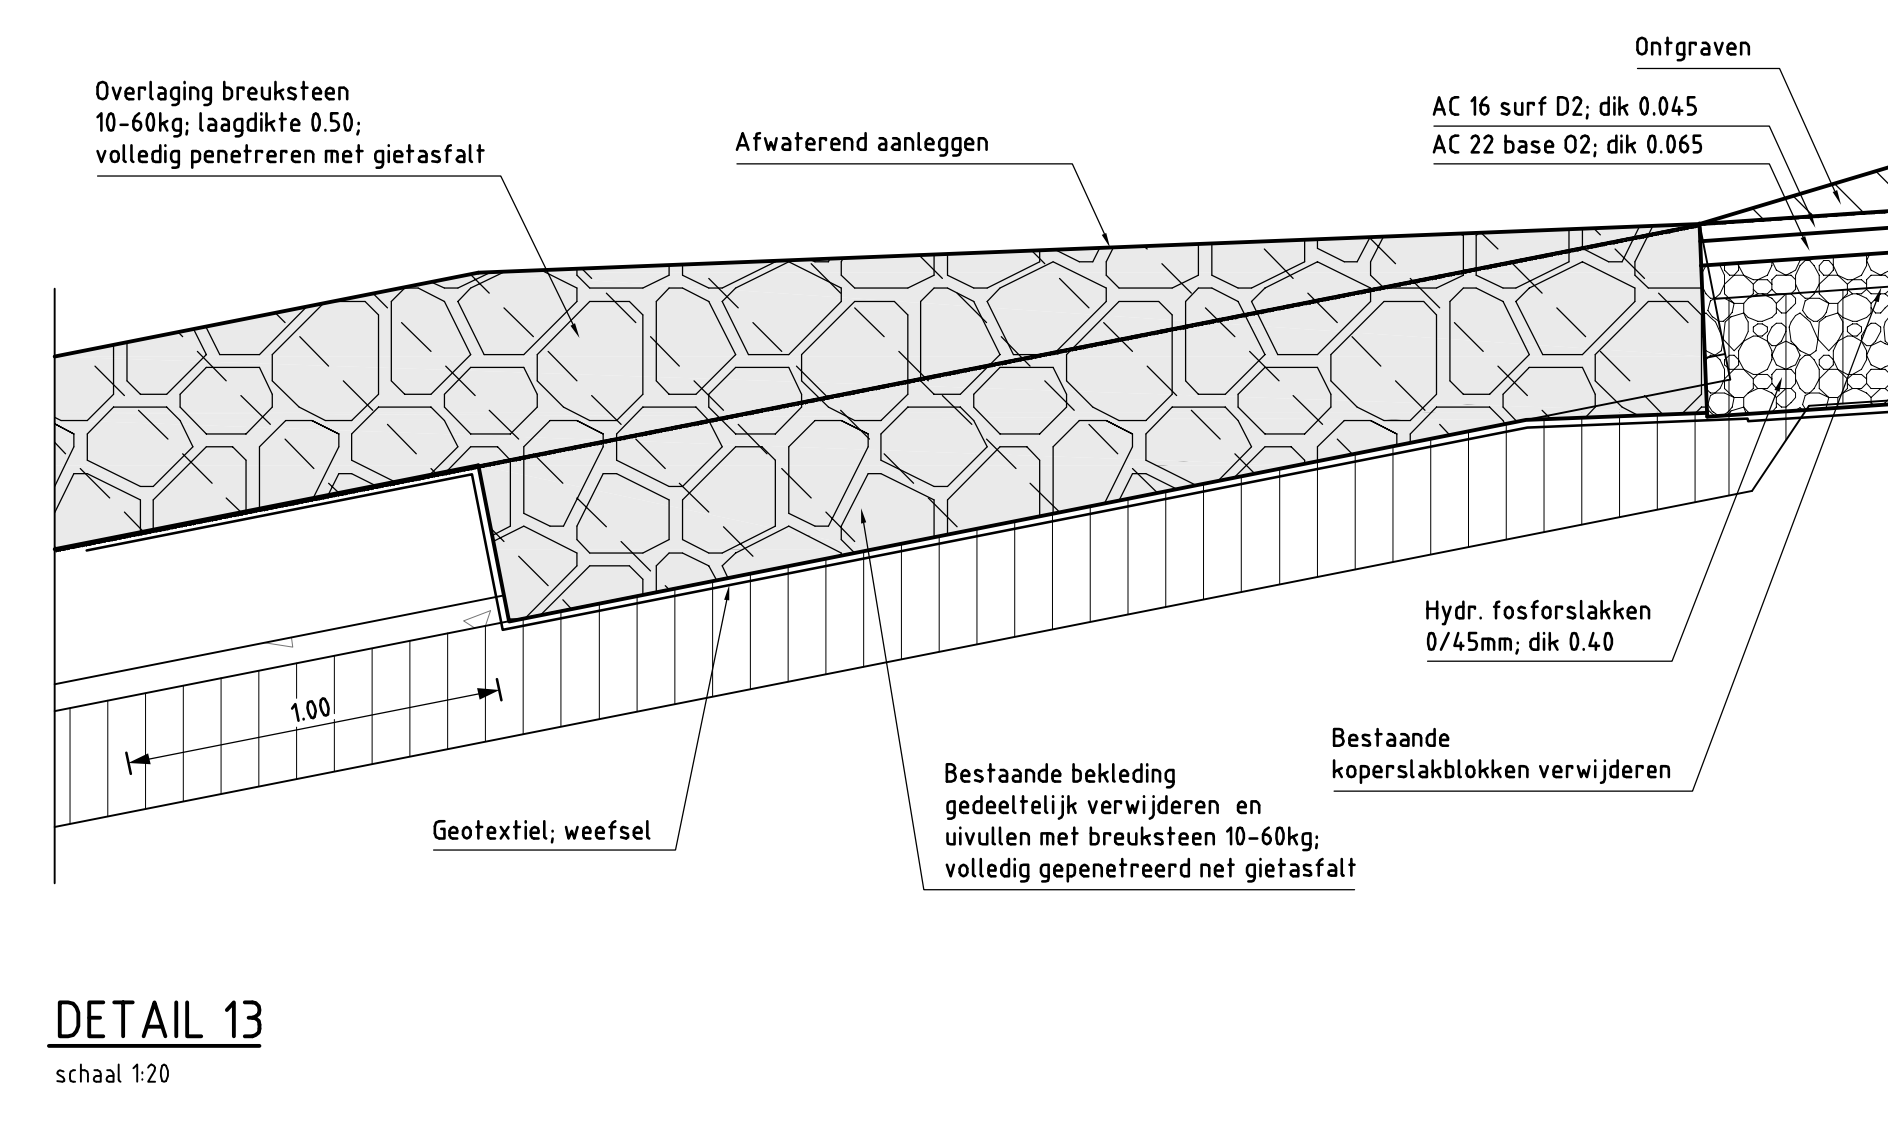 Ontgraven
Overlaging breuksteen
10-60kg; laagdikte 0.50;
volledig penetreren met gietasfalt
Afwaterend aanleggen
AC 16 surf D2; dik 0.045
AC 22 base O2; dik 0.065
Hydr. fosforslakken
0/45mm; dik 0.40
1.00
Bestaande
koperslakblokken verwijderen
Bestaande bekleding
gedeeltelijk verwijderen en
uivullen met breuksteen 10-60kg;
volledig gepenetreerd net gietasfalt
Geotextiel; weefsel
DETAIL 13
schaal 1:20